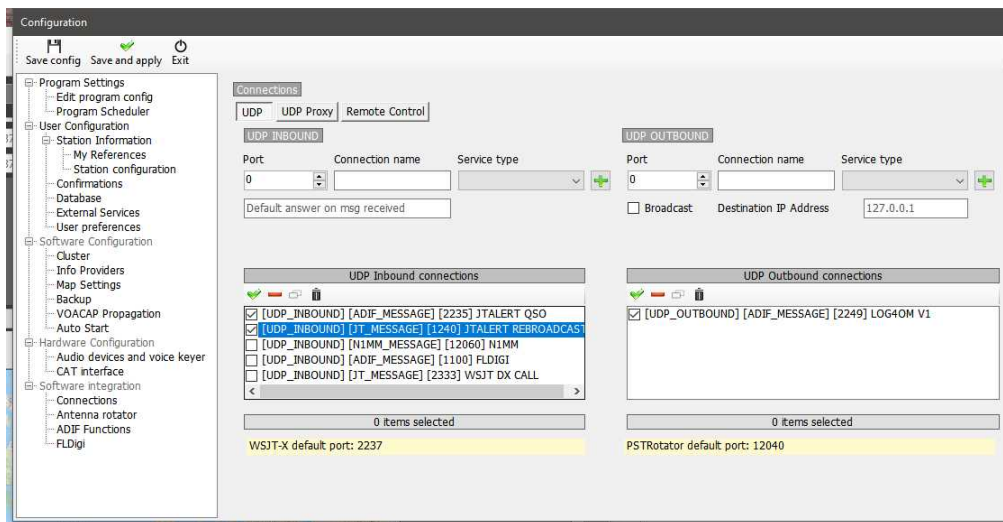 Configuration
Save config Save and apply Exit
Program Settings
Edit program config
Program Scheduler
User Configuration
Station Information
My References
Station configuration
Confirmations
Database
External Services
User preferences
Software Configuration
Cluster
Info Providers
Map Settings
Backup
VOACAP Propagation
Auto Start
Hardware Configuration
Audio devices and voice keyer
CAT interface
Software integration
Connections
Antenna rotator
ADIF Functions
FLDigi
Connections
UDP UDP Proxy Remote Control
UDP INBOUND
Port Connection name Service type
0
Default answer on msg received
UDP Inbound connections
[UDP_INBOUND] [ADIF_MESSAGE] [2235] JTALERT QSO
[UDP_INBOUND] [JT_MESSAGE] [1240] JTALERT REBROADCAST
[UDP_INBOUND] [N1MM_MESSAGE] [12060] N1MM
[UDP_INBOUND] [ADIF_MESSAGE] [1100] FLDIGI
[UDP_INBOUND] [JT_MESSAGE] [2333] WSJT DX CALL
0 items selected
WSJT-X default port: 2237
UDP OUTBOUND
Port Connection name Service type
0
Broadcast Destination IP Address 127.0.0.1
UDP Outbound connections
[UDP_OUTBOUND] [ADIF_MESSAGE] [2249] LOG4OM V1
0 items selected
PSTRotator default port: 12040